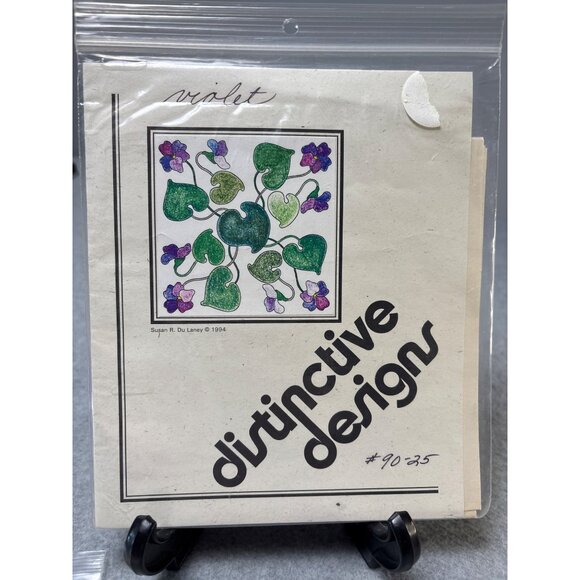 violet
Susan R. Du Laney © 1994
distinctive
designs
#90-25